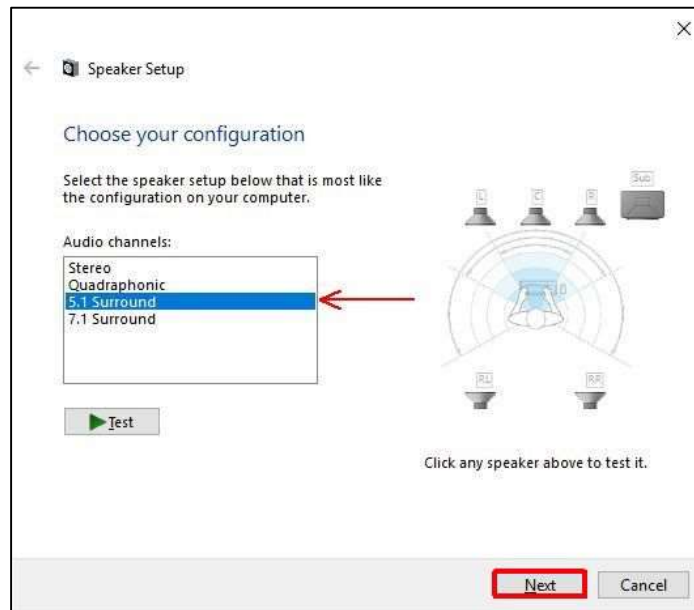 Speaker Setup
Choose your configuration
Select the speaker setup below that is most like
the configuration on your computer.
Audio channels:
Stereo
Quadraphonic
5.1 Surround
7.1 Surround
Test
L
C
R
Sub
RL
RR
Click any speaker above to test it.
Next
Cancel